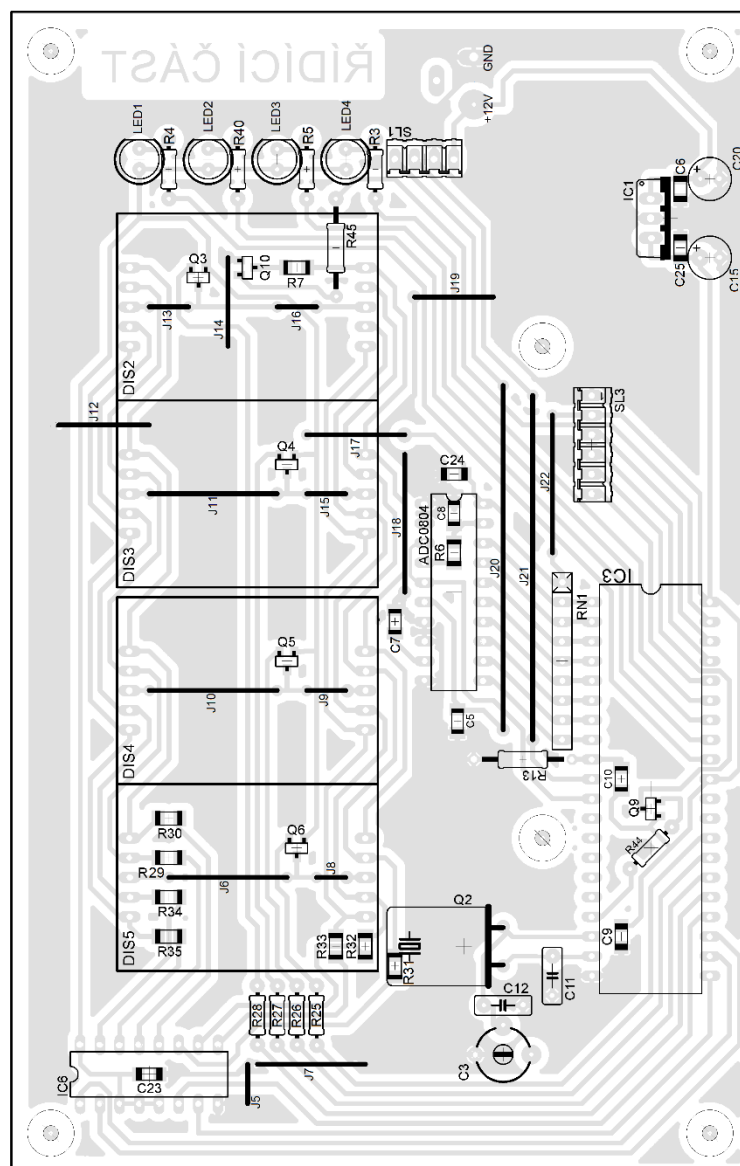 ŘÍDÍCÍ ČÁST
GND
+12V
LED1
R4
LED2
R40
LED3
R5
LED4
R3
SL1
C6
C20
IC1
C25
C15
+
+
Q3
Q10
R7
R45
J13
J14
J16
J19
DIS2
J12
J17
SL3
1
Q4
C24
J22
J11
J15
J18
C8
ADC0804
R6
J20
J21
DIS3
IC3
RN1
C7
Q5
J10
J9
C5
DIS4
R13
C10
Q9
R44
R30
Q6
R29
J6
J8
R34
Q2
R35
R33
R32
R31
DIS5
C9
C11
C12
R28
R27
R26
R25
C3
IC6
C23
J5
J7